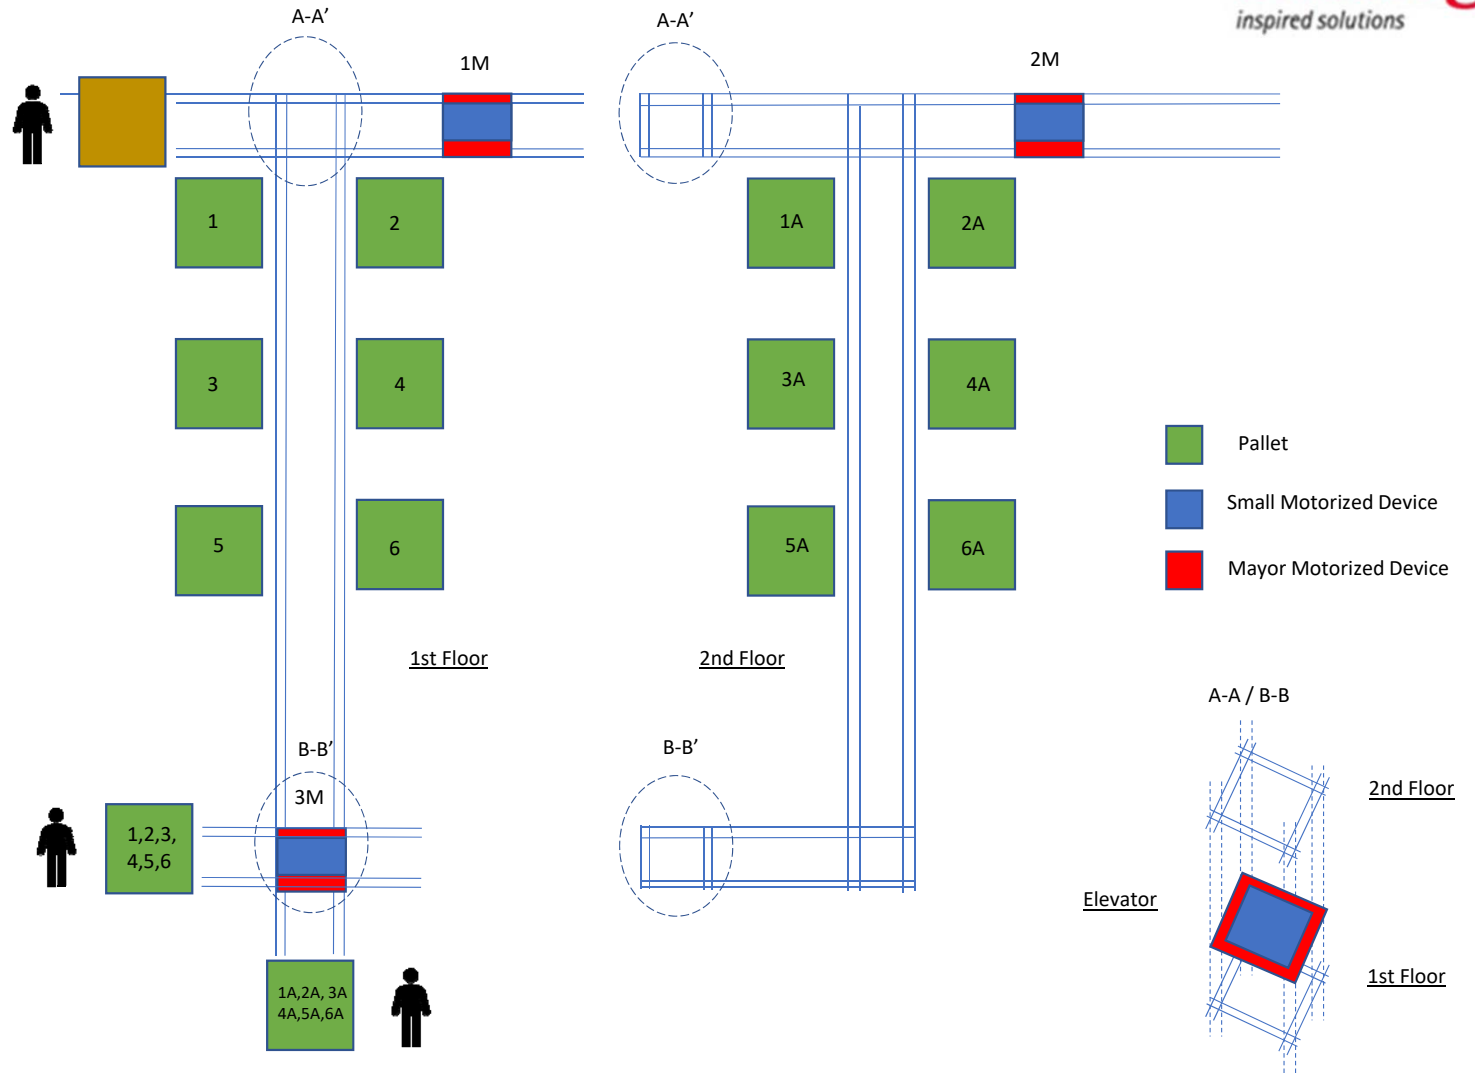 inspired solutions
A-A’
A-A’
1M
2M
1
2
1A
2A
3
4
3A
4A
Pallet
Small Motorized Device
5
6
5A
6A
Mayor Motorized Device
1st Floor
2nd Floor
A-A / B-B
B-B’
B-B’
3M
2nd Floor
1,2,3,
4,5,6
Elevator
1st Floor
1A,2A, 3A
4A,5A,6A